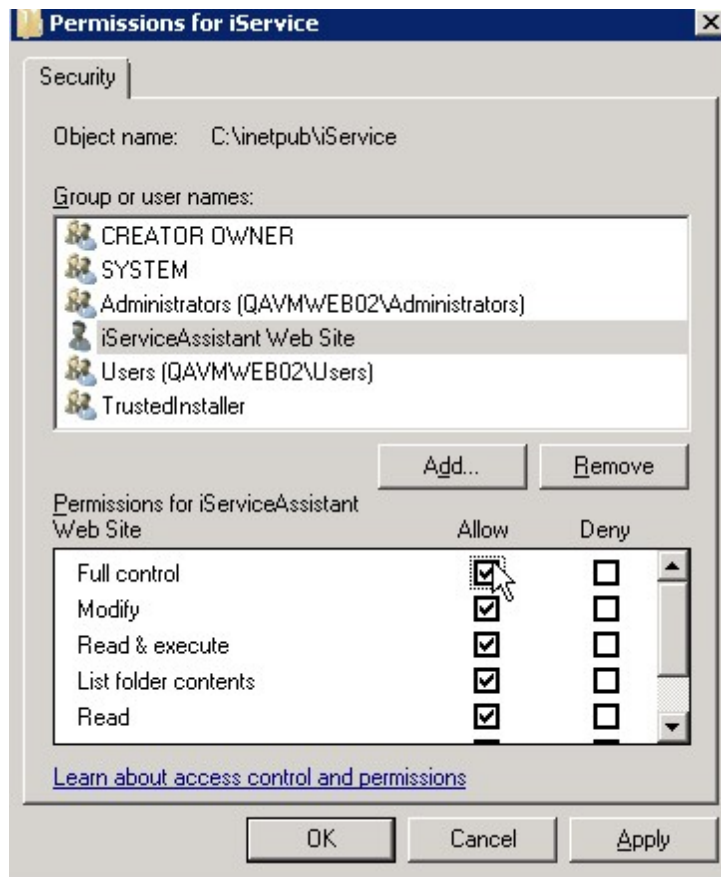 Permissions for iService
Security
Object name: C:\inetpub\iService
Group or user names:
CREATOR OWNER
SYSTEM
Administrators (QAVMWEB02\Administrators)
iServiceAssistant Web Site
Users (QAVMWEB02\Users)
TrustedInstaller
Add... Remove
Permissions for iServiceAssistant
Web Site Allow Deny
Full control
Modify
Read & execute
List folder contents
Read
Learn about access control and permissions
OK Cancel Apply